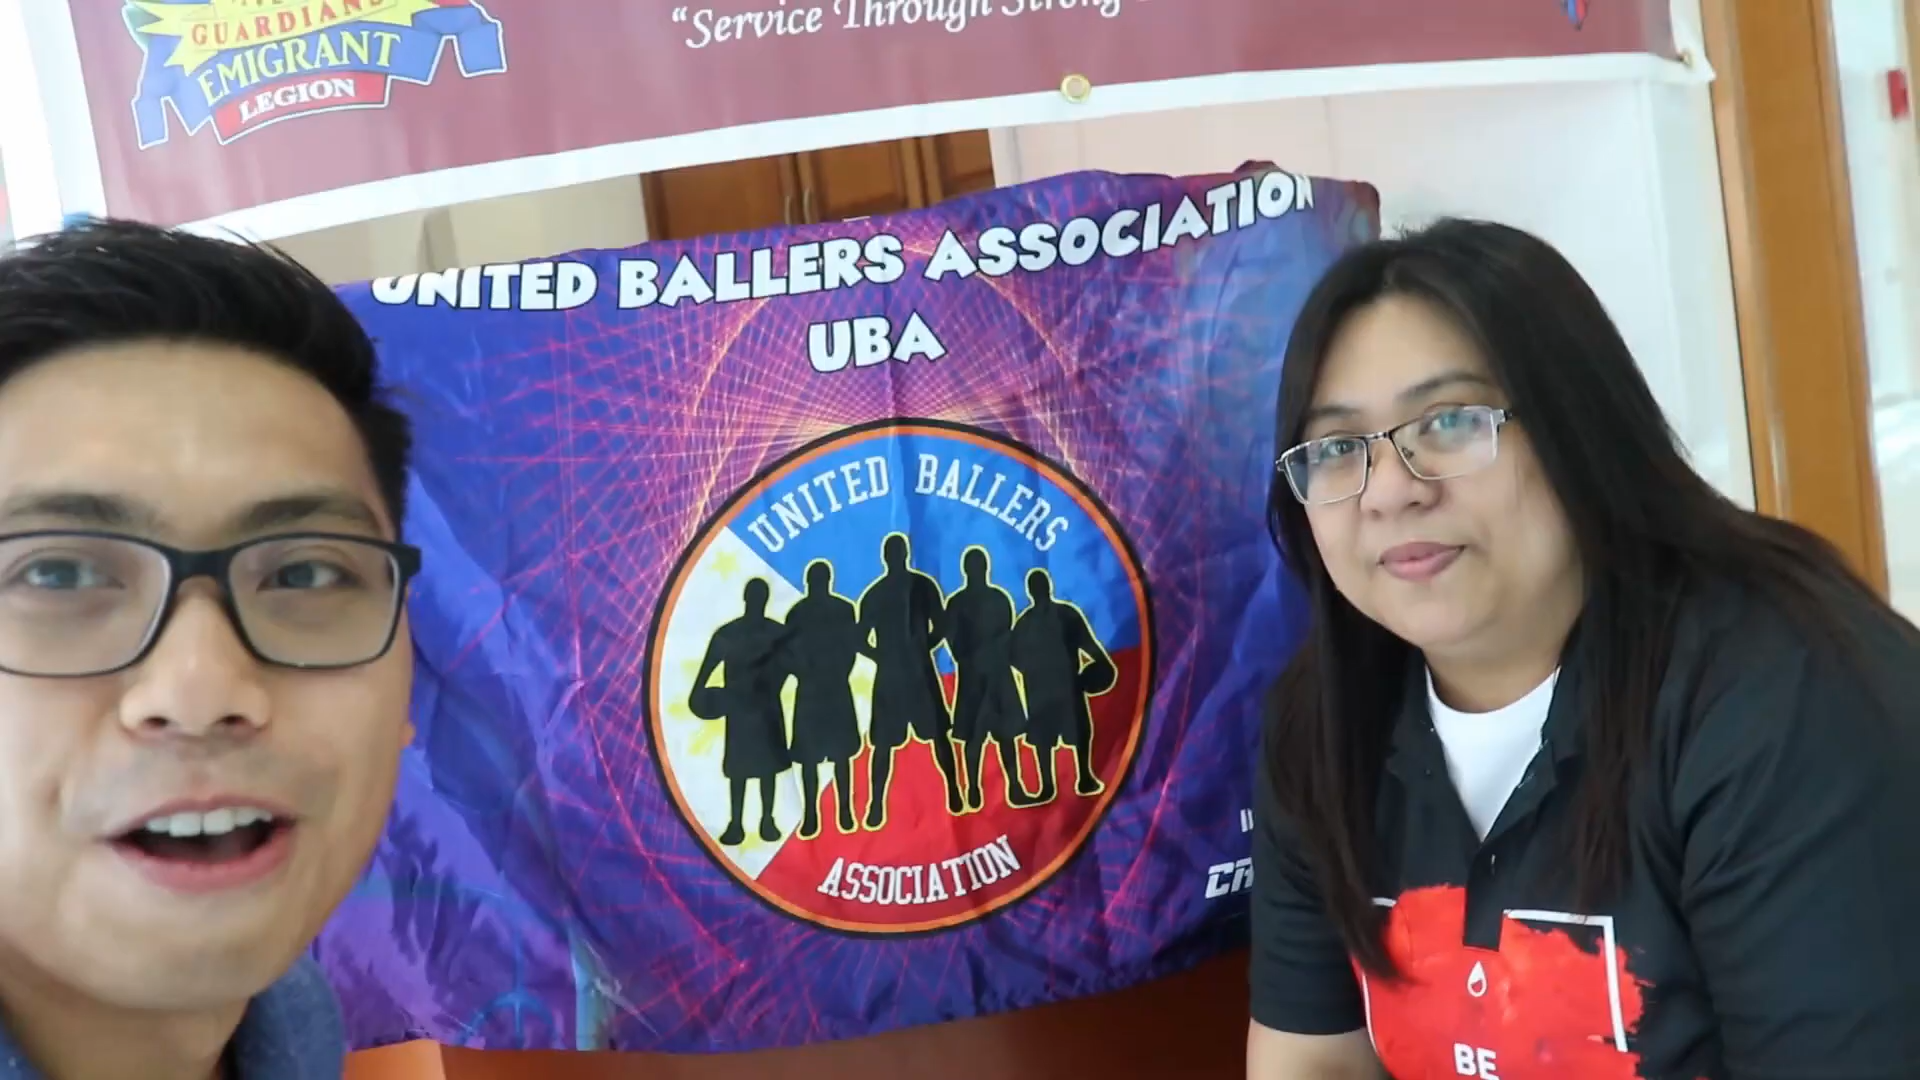 GUARDIANS
EMIGRANT
LEGION
"Service Through Strong
UNITED BALLERS ASSOCIATION
UBA
UNITED BALLERS
ASSOCIATION
BE